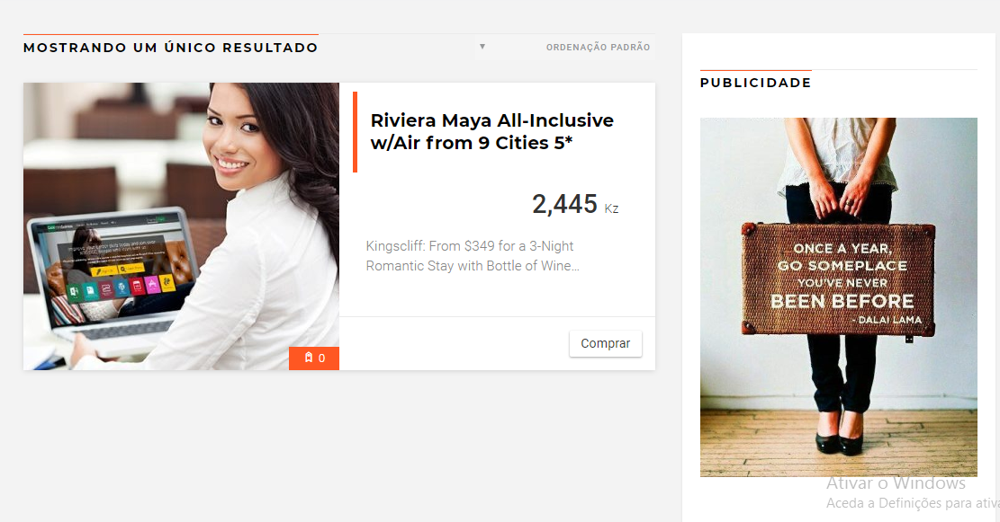 MOSTRANDO UM ÚNICO RESULTADO
▼ ORDENAÇÃO PADRÃO
Riviera Maya All-Inclusive
w/Air from 9 Cities 5*
2,445 Kz
Kingscliff: From $349 for a 3-Night
Romantic Stay with Bottle of Wine...
0
Comprar
PUBLICIDADE
ONCE A YEAR,
GO SOMEPLACE
YOU'VE NEVER
BEEN BEFORE
- DALAI LAMA
Ativar o Windows
Aceda a Definições para ativa